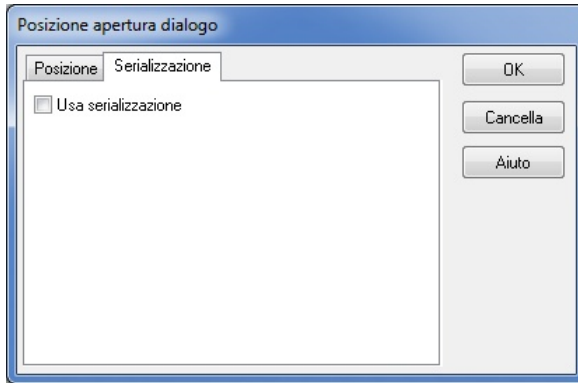 Posizione apertura dialogo
Posizione
Serializzazione
Usa serializzazione
OK
Cancella
Aiuto